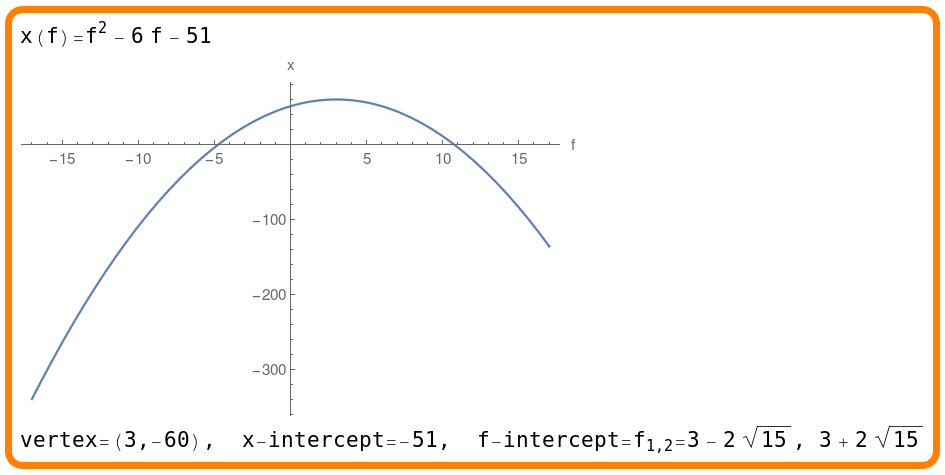 x(f)=f² − 6 f − 51
x
f
−15 −10 −5 5 10 15
−100
−200
−300
vertex=(3,−60), x−intercept=−51, f−intercept=f₁,₂=3 − 2 √15, 3 + 2 √15